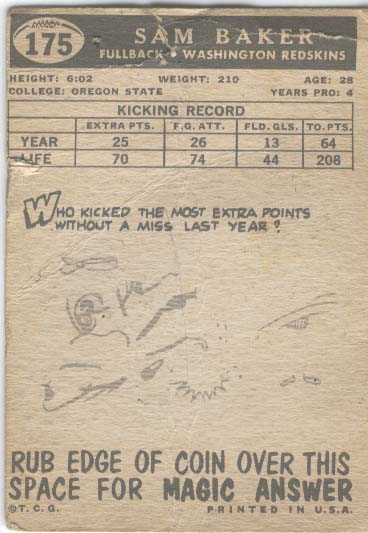 175
SAM BAKER
FULLBACK • WASHINGTON REDSKINS
HEIGHT: 6:02 WEIGHT: 210 AGE: 28
COLLEGE: OREGON STATE YEARS PRO: 4
KICKING RECORD
EXTRA PTS. F.G. ATT. FLD. GLS. TO. PTS.
YEAR 25 26 13 64
LIFE 70 74 44 208
WHO KICKED THE MOST EXTRA POINTS
WITHOUT A MISS LAST YEAR?
RUB EDGE OF COIN OVER THIS
SPACE FOR MAGIC ANSWER
©T.C.G. PRINTED IN U.S.A.